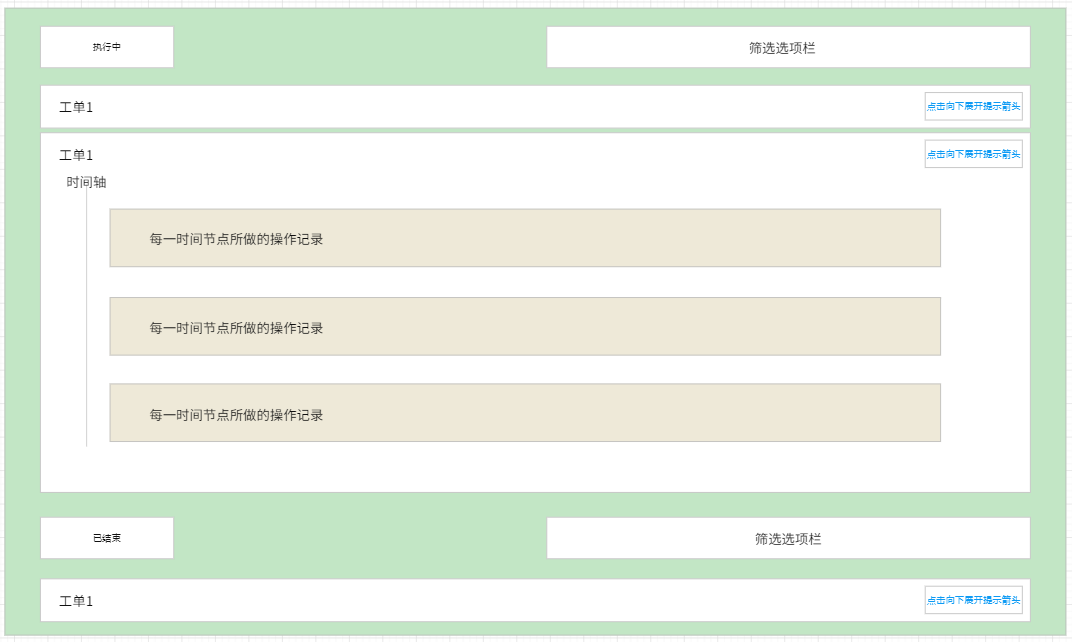 执行中
筛选选项栏
工单1
点击向下展开提示箭头
工单1
点击向下展开提示箭头
时间轴
每一时间节点所做的操作记录
每一时间节点所做的操作记录
每一时间节点所做的操作记录
已结束
筛选选项栏
工单1
点击向下展开提示箭头